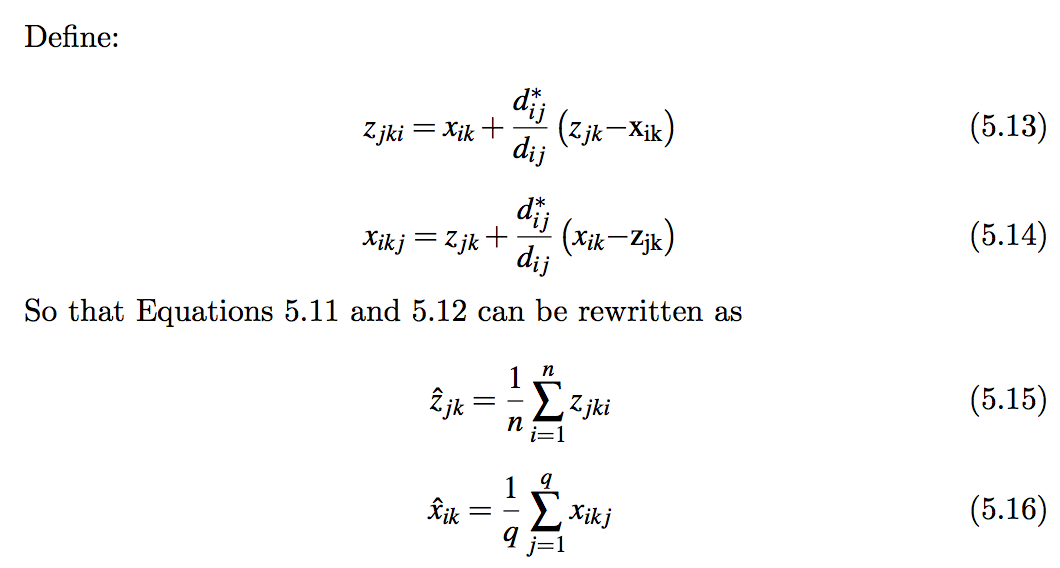 Define:
z_{jki} = x_{ik} + \frac{d^*_{ij}}{d_{ij}} (z_{jk} − x_{ik}) (5.13)
x_{ikj} = z_{jk} + \frac{d^*_{ij}}{d_{ij}} (x_{ik} − z_{jk}) (5.14)
So that Equations 5.11 and 5.12 can be rewritten as
\hat{z}_{jk} = \frac{1}{n} \sum_{i=1}^{n} z_{jki} (5.15)
\hat{x}_{ik} = \frac{1}{q} \sum_{j=1}^{q} x_{ikj} (5.16)